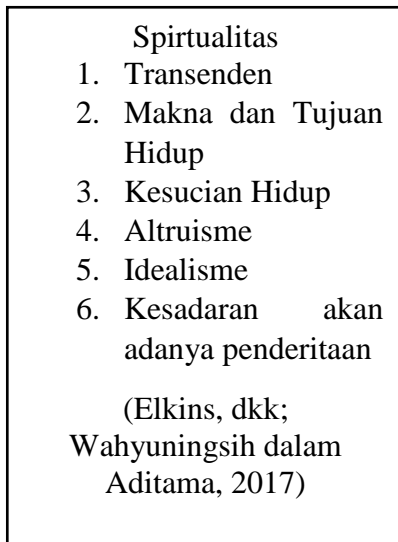 Spirtualitas
1. Transenden
2. Makna dan Tujuan
Hidup
3. Kesucian Hidup
4. Altruisme
5. Idealisme
6. Kesadaran akan
adanya penderitaan
(Elkins, dkk;
Wahyuningsih dalam
Aditama, 2017)